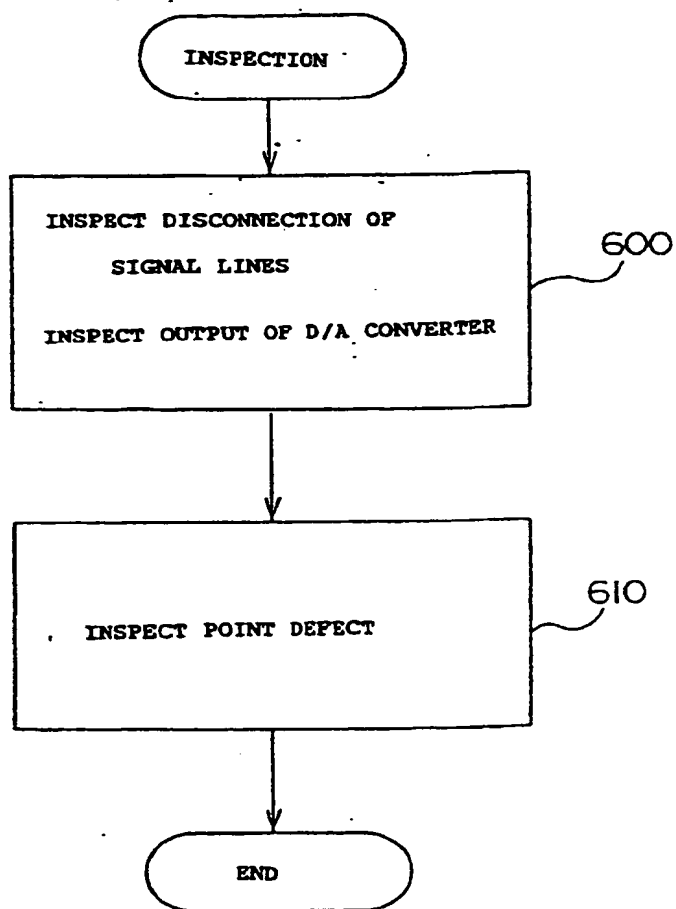 INSPECTION
INSPECT DISCONNECTION OF
SIGNAL LINES
INSPECT OUTPUT OF D/A CONVERTER
600
INSPECT POINT DEFECT
610
END